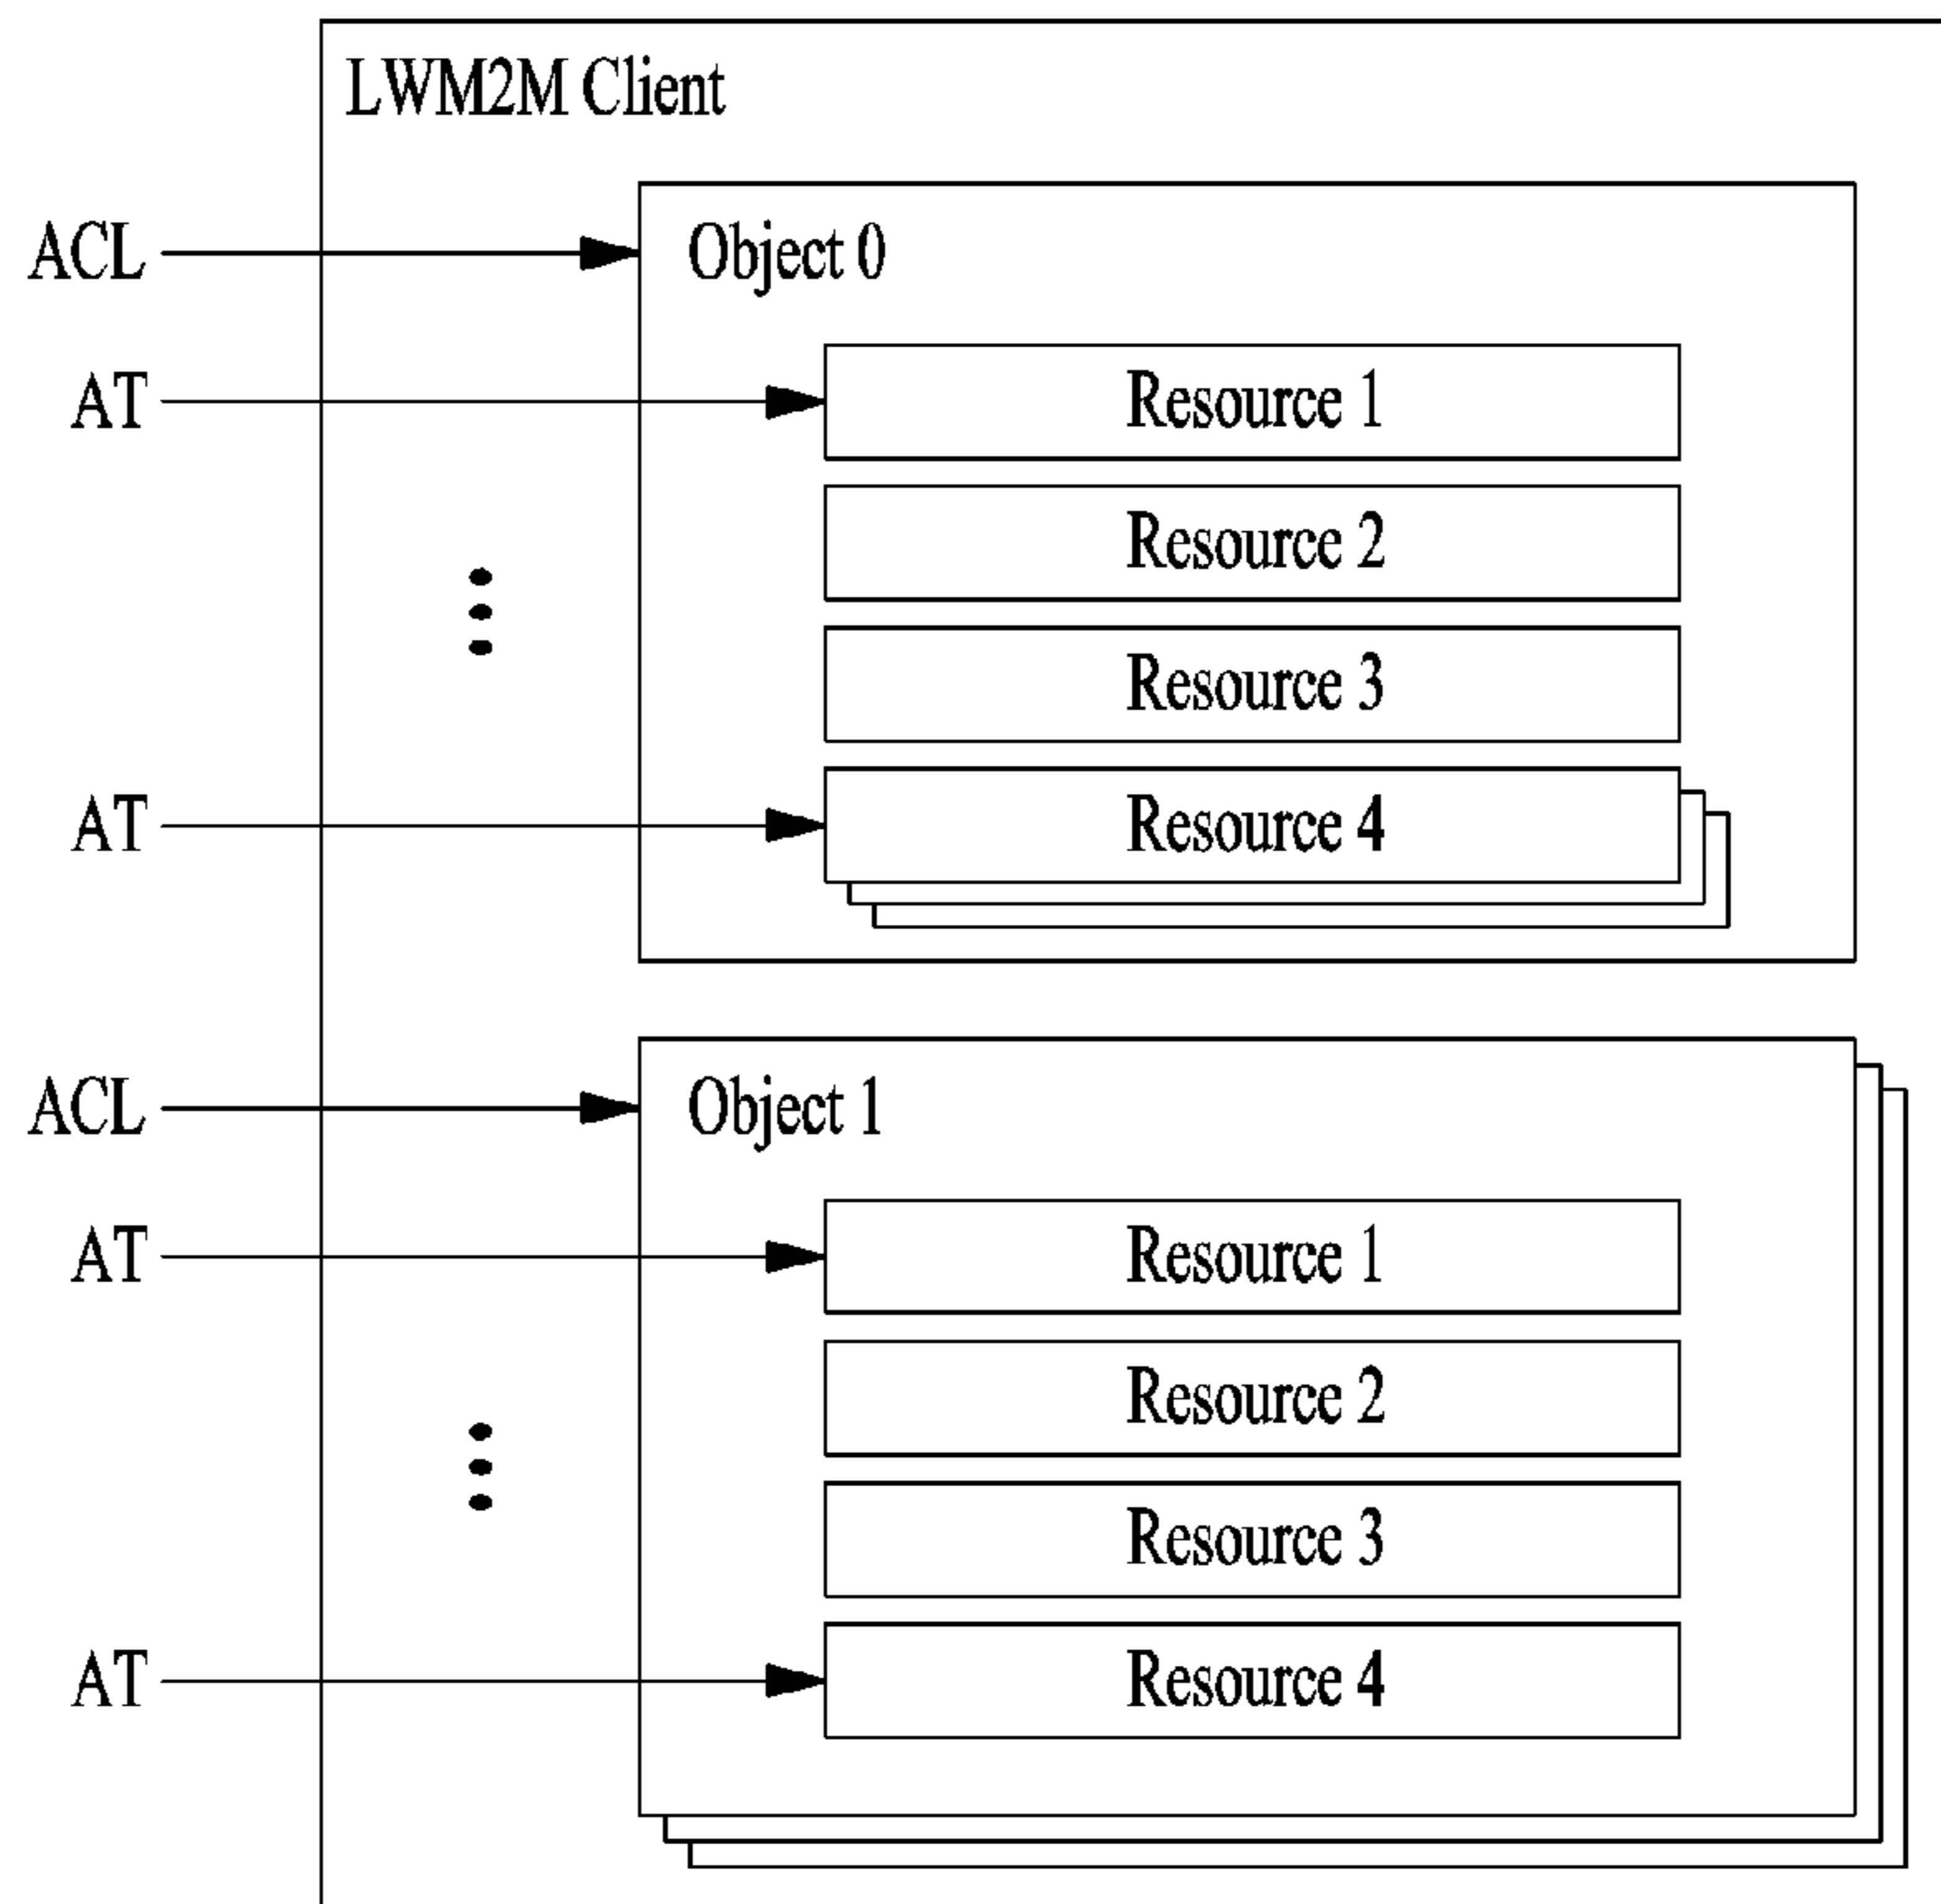 LWM2M Client
ACL
Object 0
AT
Resource 1
Resource 2
Resource 3
AT
Resource 4
ACL
Object 1
AT
Resource 1
Resource 2
Resource 3
AT
Resource 4